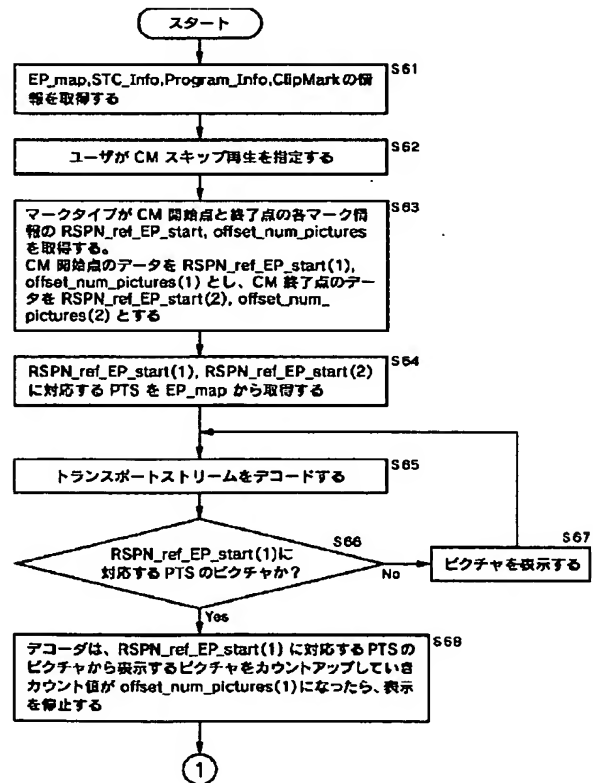 スタート
S61
EP_map,STC_Info,Program_Info,ClipMarkの情
報を取得する
S62
ユーザが CM スキップ再生を指定する
S63
マークタイプが CM 開始点と終了点の各マーク情
報の RSPN_ref_EP_start, offset_num_pictures
を取得する。
CM 開始点のデータを RSPN_ref_EP_start(1),
offset_num_pictures(1) とし、CM 終了点のデー
タを RSPN_ref_EP_start(2), offset_num_
pictures(2) とする
S64
RSPN_ref_EP_start(1), RSPN_ref_EP_start(2)
に対応する PTS を EP_map から取得する
S65
トランスポートストリームをデコードする
S66
RSPN_ref_EP_start(1)に
対応する PTS のピクチャか?
No
S67
ピクチャを表示する
Yes
S68
デコーダは、RSPN_ref_EP_start(1) に対応する PTS の
ピクチャから表示するピクチャをカウントアップしていき
カウント値が offset_num_pictures(1)になったら、表示
を停止する
1